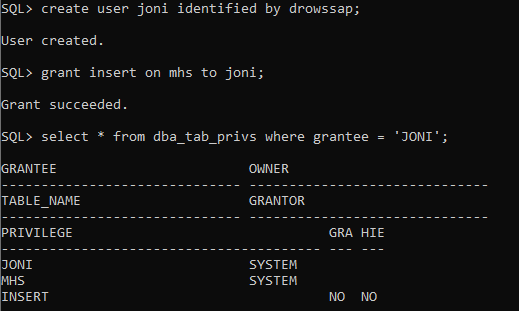 SQL> create user joni identified by drowssap;
User created.
SQL> grant insert on mhs to joni;
Grant succeeded.
SQL> select * from dba_tab_privs where grantee = 'JONI';
GRANTEE                        OWNER
------------------------------ ------------------------------
TABLE_NAME                     GRANTOR
------------------------------ ------------------------------
PRIVILEGE                                GRA HIE
---------------------------------------- --- ---
JONI                           SYSTEM
MHS                            SYSTEM
INSERT                                   NO  NO